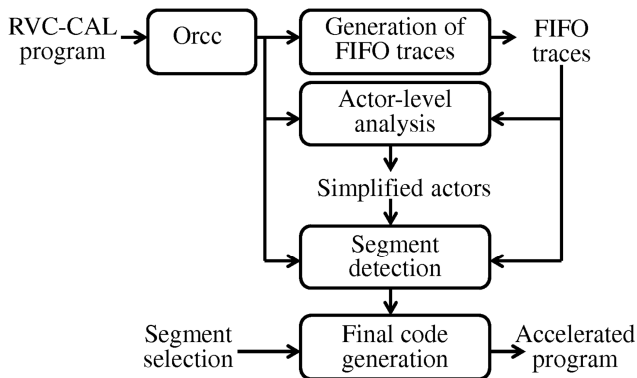 RVC-CAL
program
Orcc
Generation of
FIFO traces
FIFO
traces
Actor-level
analysis
Simplified actors
Segment
detection
Segment
selection
Final code
generation
Accelerated
program